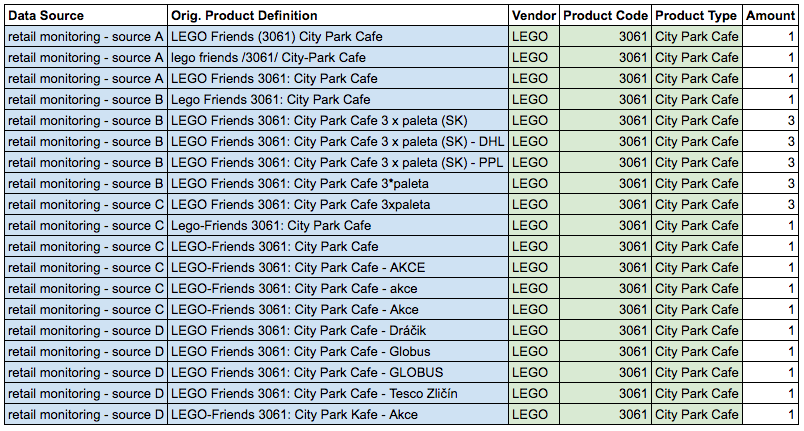 Data Source Orig. Product Definition Vendor Product Code Product Type Amount
retail monitoring - source A LEGO Friends (3061) City Park Cafe LEGO 3061 City Park Cafe 1
retail monitoring - source A lego friends /3061/ City-Park Cafe LEGO 3061 City Park Cafe 1
retail monitoring - source A LEGO Friends 3061: City Park Cafe LEGO 3061 City Park Cafe 1
retail monitoring - source B Lego Friends 3061: City Park Cafe LEGO 3061 City Park Cafe 1
retail monitoring - source B LEGO Friends 3061: City Park Cafe 3 x paleta (SK) LEGO 3061 City Park Cafe 3
retail monitoring - source B LEGO Friends 3061: City Park Cafe 3 x paleta (SK) - DHL LEGO 3061 City Park Cafe 3
retail monitoring - source B LEGO Friends 3061: City Park Cafe 3 x paleta (SK) - PPL LEGO 3061 City Park Cafe 3
retail monitoring - source B LEGO Friends 3061: City Park Cafe 3*paleta LEGO 3061 City Park Cafe 3
retail monitoring - source C LEGO Friends 3061: City Park Cafe 3xpaleta LEGO 3061 City Park Cafe 3
retail monitoring - source C Lego-Friends 3061: City Park Cafe LEGO 3061 City Park Cafe 1
retail monitoring - source C LEGO-Friends 3061: City Park Cafe LEGO 3061 City Park Cafe 1
retail monitoring - source C LEGO-Friends 3061: City Park Cafe - AKCE LEGO 3061 City Park Cafe 1
retail monitoring - source C LEGO-Friends 3061: City Park Cafe - akce LEGO 3061 City Park Cafe 1
retail monitoring - source C LEGO-Friends 3061: City Park Cafe - Akce LEGO 3061 City Park Cafe 1
retail monitoring - source D LEGO Friends 3061: City Park Cafe - Dráčik LEGO 3061 City Park Cafe 1
retail monitoring - source D LEGO Friends 3061: City Park Cafe - Globus LEGO 3061 City Park Cafe 1
retail monitoring - source D LEGO Friends 3061: City Park Cafe - GLOBUS LEGO 3061 City Park Cafe 1
retail monitoring - source D LEGO Friends 3061: City Park Cafe - Tesco Zličín LEGO 3061 City Park Cafe 1
retail monitoring - source D LEGO-Friends 3061: City Park Kafe - Akce LEGO 3061 City Park Cafe 1